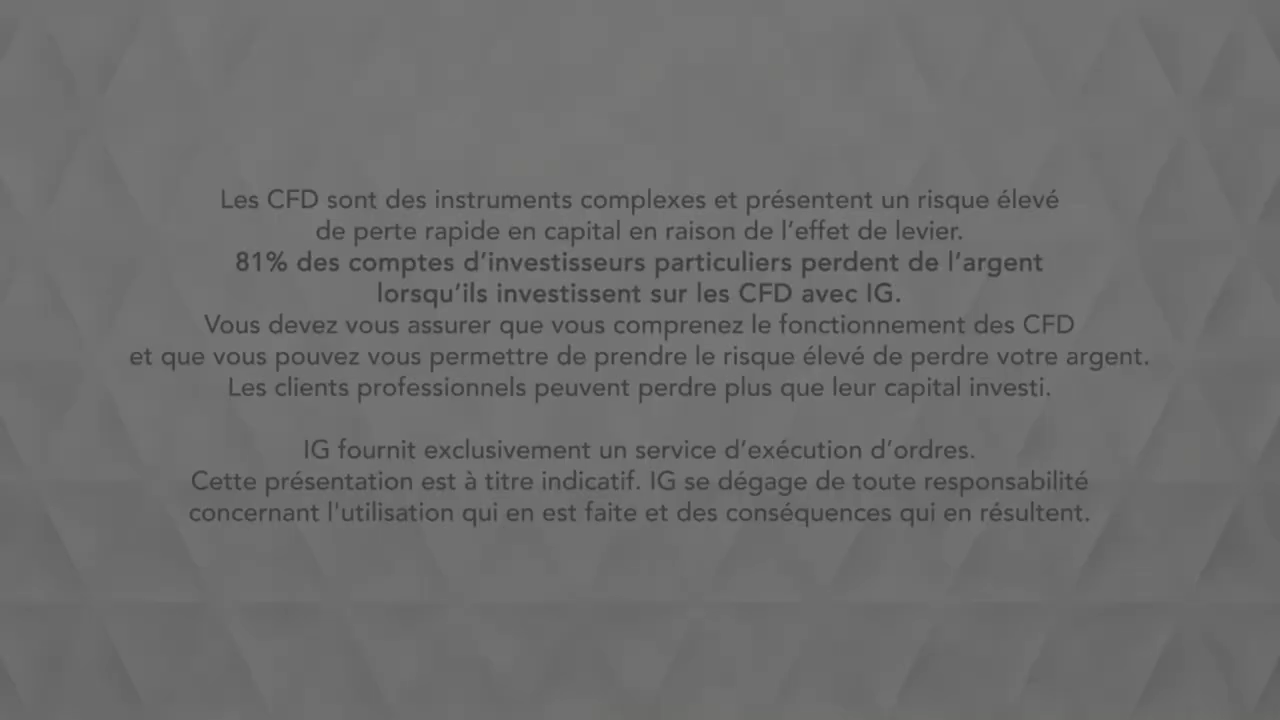 Les CFD sont des instruments complexes et présentent un risque élevé
de perte rapide en capital en raison de l’effet de levier.
81% des comptes d’investisseurs particuliers perdent de l’argent
lorsqu’ils investissent sur les CFD avec IG.
Vous devez vous assurer que vous comprenez le fonctionnement des CFD
et que vous pouvez vous permettre de prendre le risque élevé de perdre votre argent.
Les clients professionnels peuvent perdre plus que leur capital investi.
IG fournit exclusivement un service d’exécution d’ordres.
Cette présentation est à titre indicatif. IG se dégage de toute responsabilité
concernant l'utilisation qui en est faite et des conséquences qui en résultent.